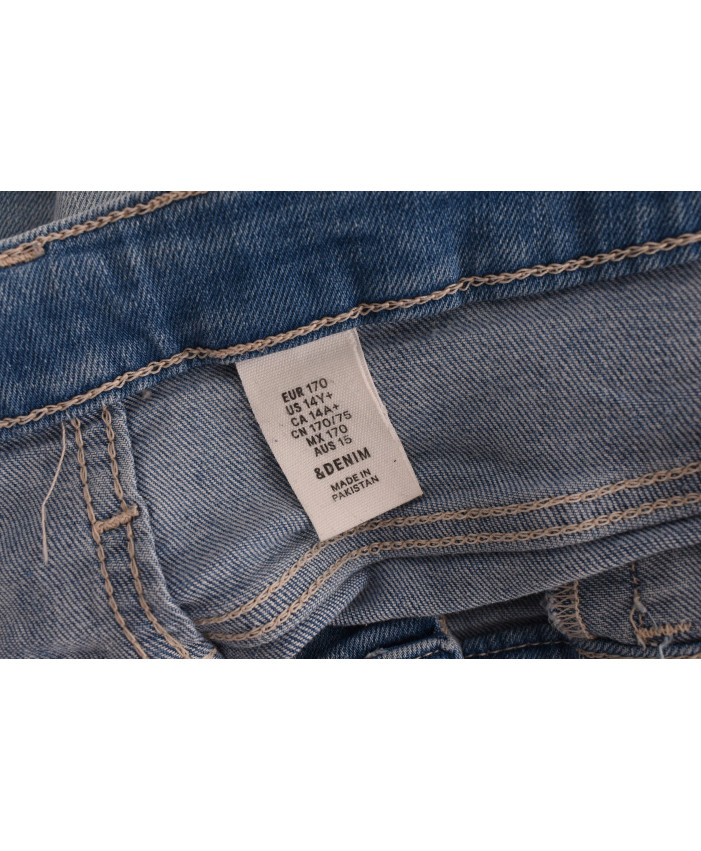 EUR 170
US 14Y+
CA 14A+
CN 170/75
MX 170
AUS 15
&DENIM
MADE IN
PAKISTAN